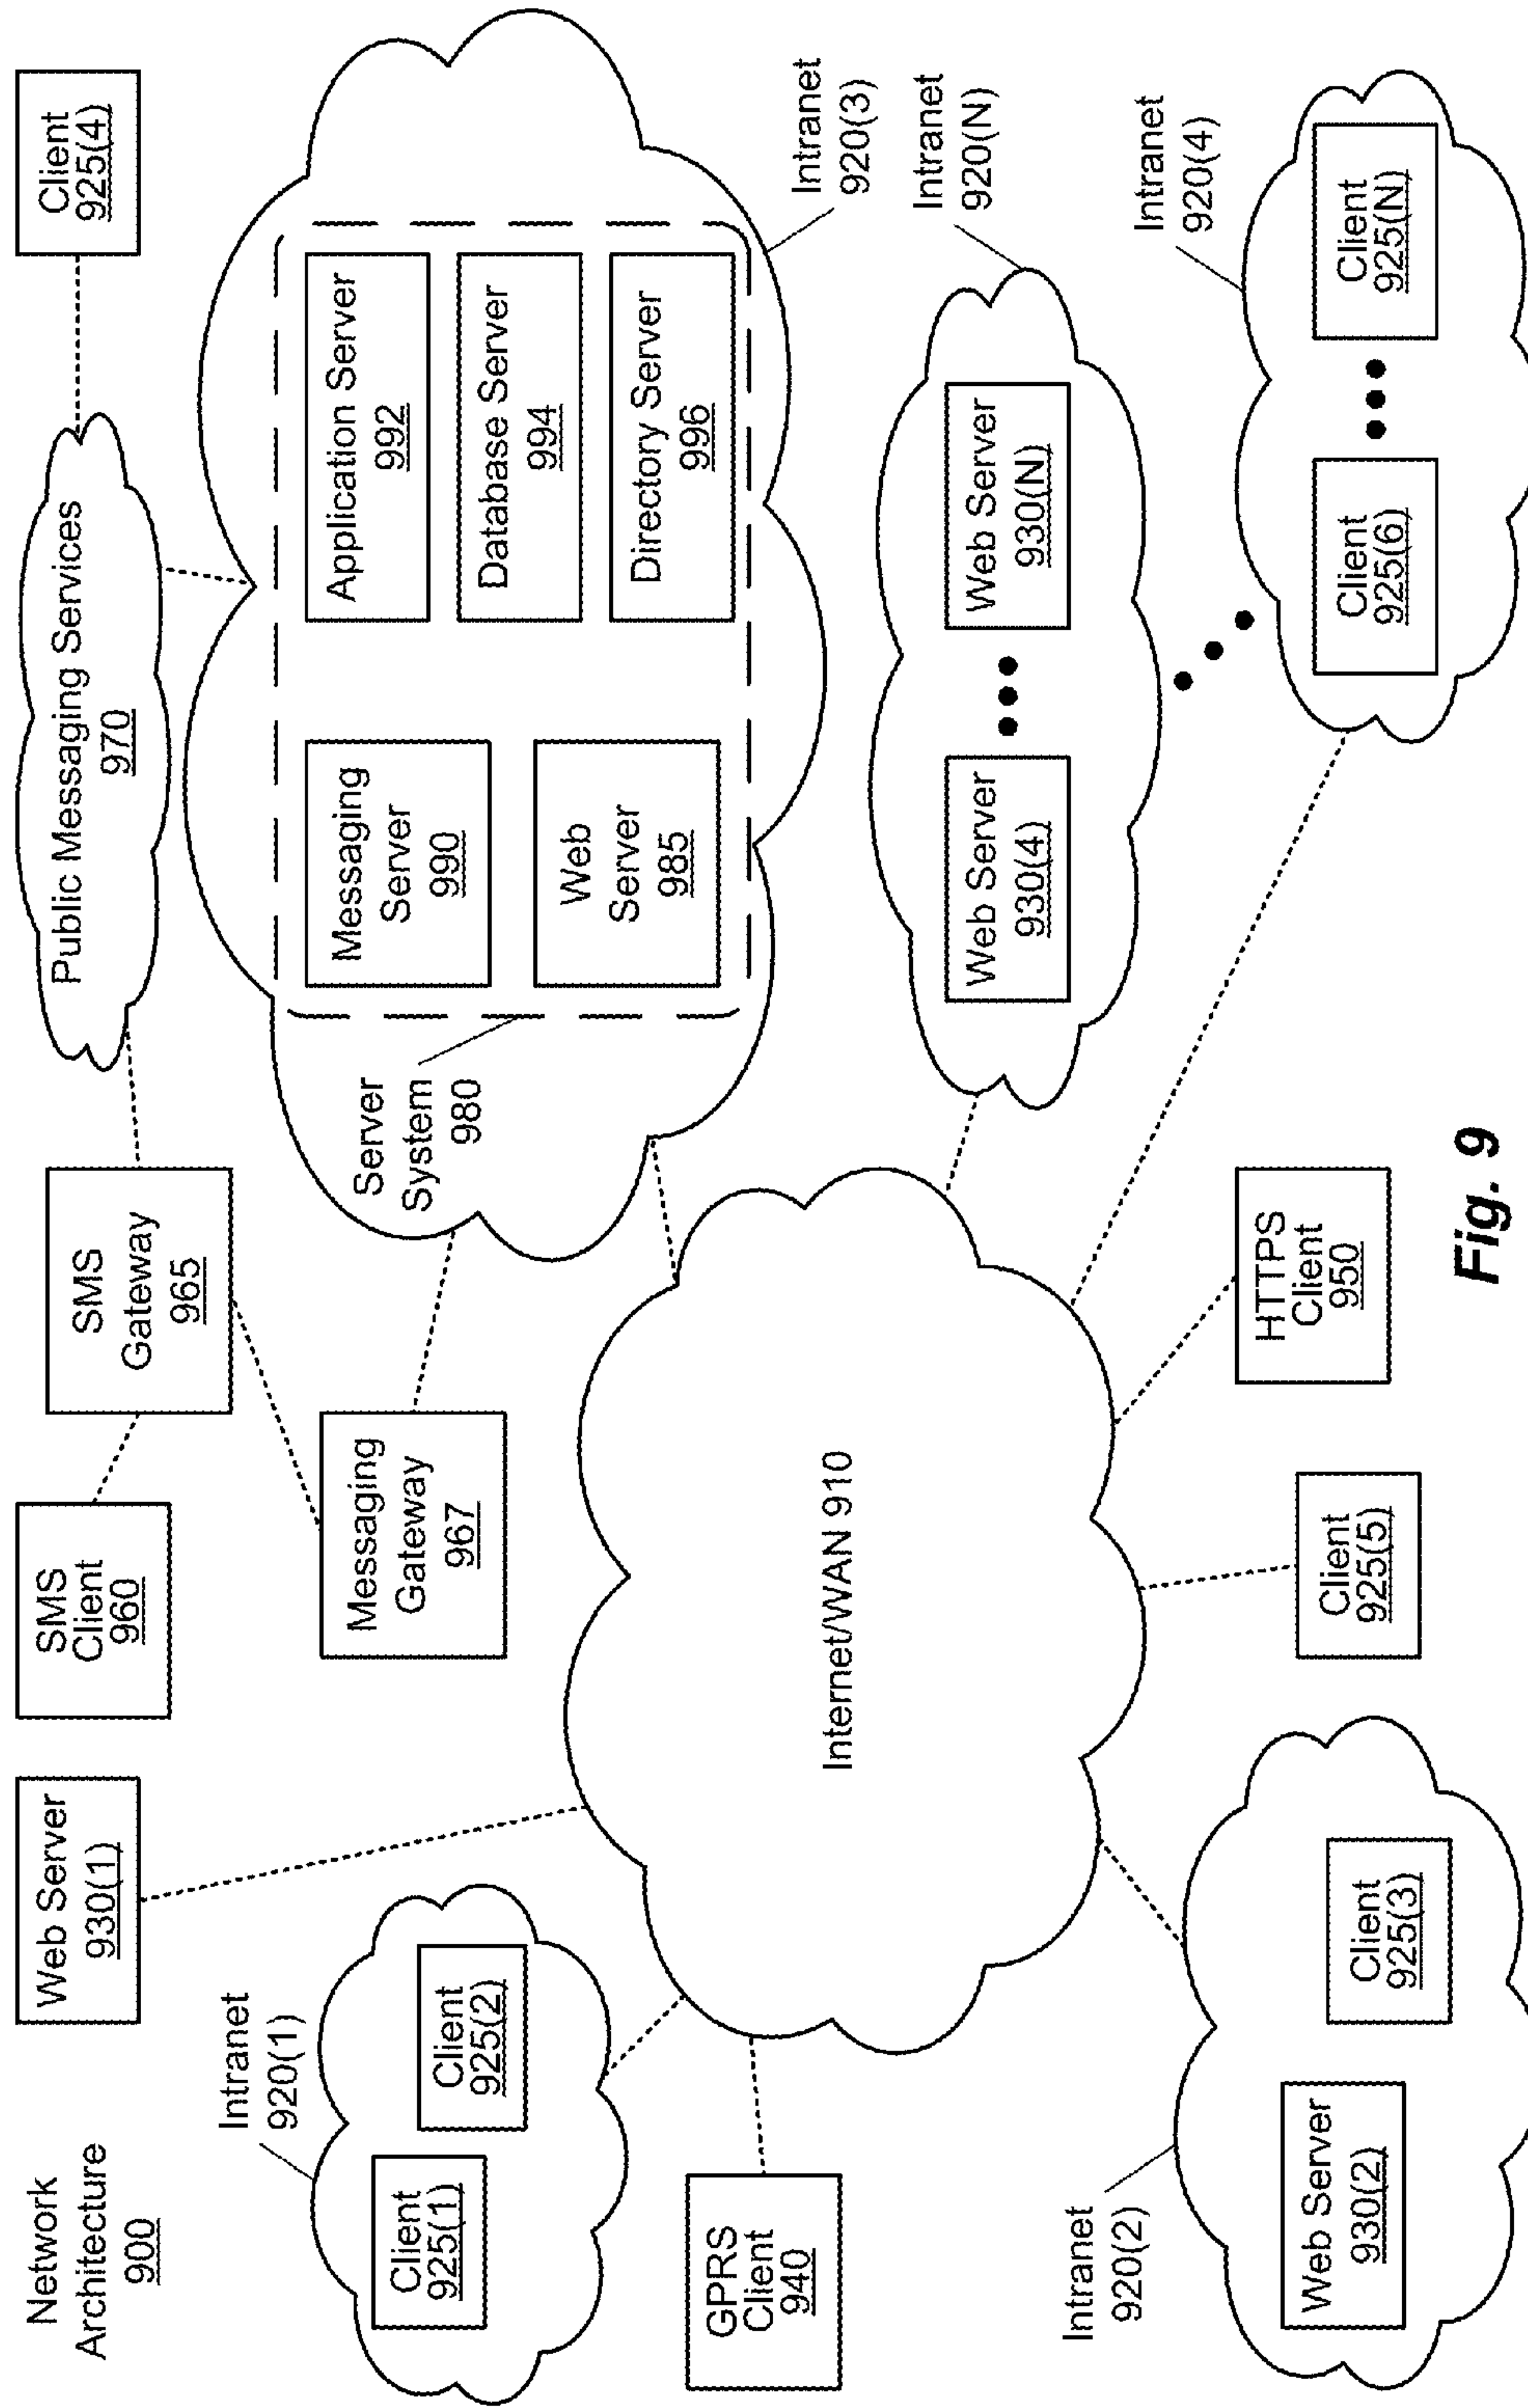 Network
Architecture
900
Web Server
930(1)
SMS
Client
960
SMS
Gateway
965
Public Messaging Services
970
Client
925(4)
Intranet
920(1)
Client
925(1)
Client
925(2)
Messaging
Gateway
967
Server
System
980
Messaging
Server
990
Web
Server
985
Application Server
992
Database Server
994
Directory Server
996
Intranet
920(3)
GPRS
Client
940
Internet/WAN 910
Intranet
920(N)
Web Server
930(4)
Web Server
930(N)
Intranet
920(2)
Web Server
930(2)
Client
925(3)
Client
925(5)
HTTPS
Client
950
Intranet
920(4)
Client
925(6)
Client
925(N)
Fig. 9